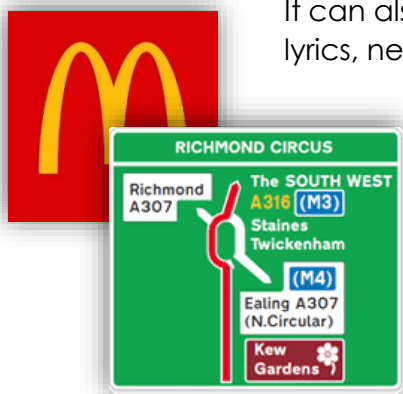 It can als
lyrics, ne
RICHMOND CIRCUS
Richmond
A307
The SOUTH WEST
A316 (M3)
Staines
Twickenham
(M4)
Ealing A307
(N.Circular)
Kew
Gardens